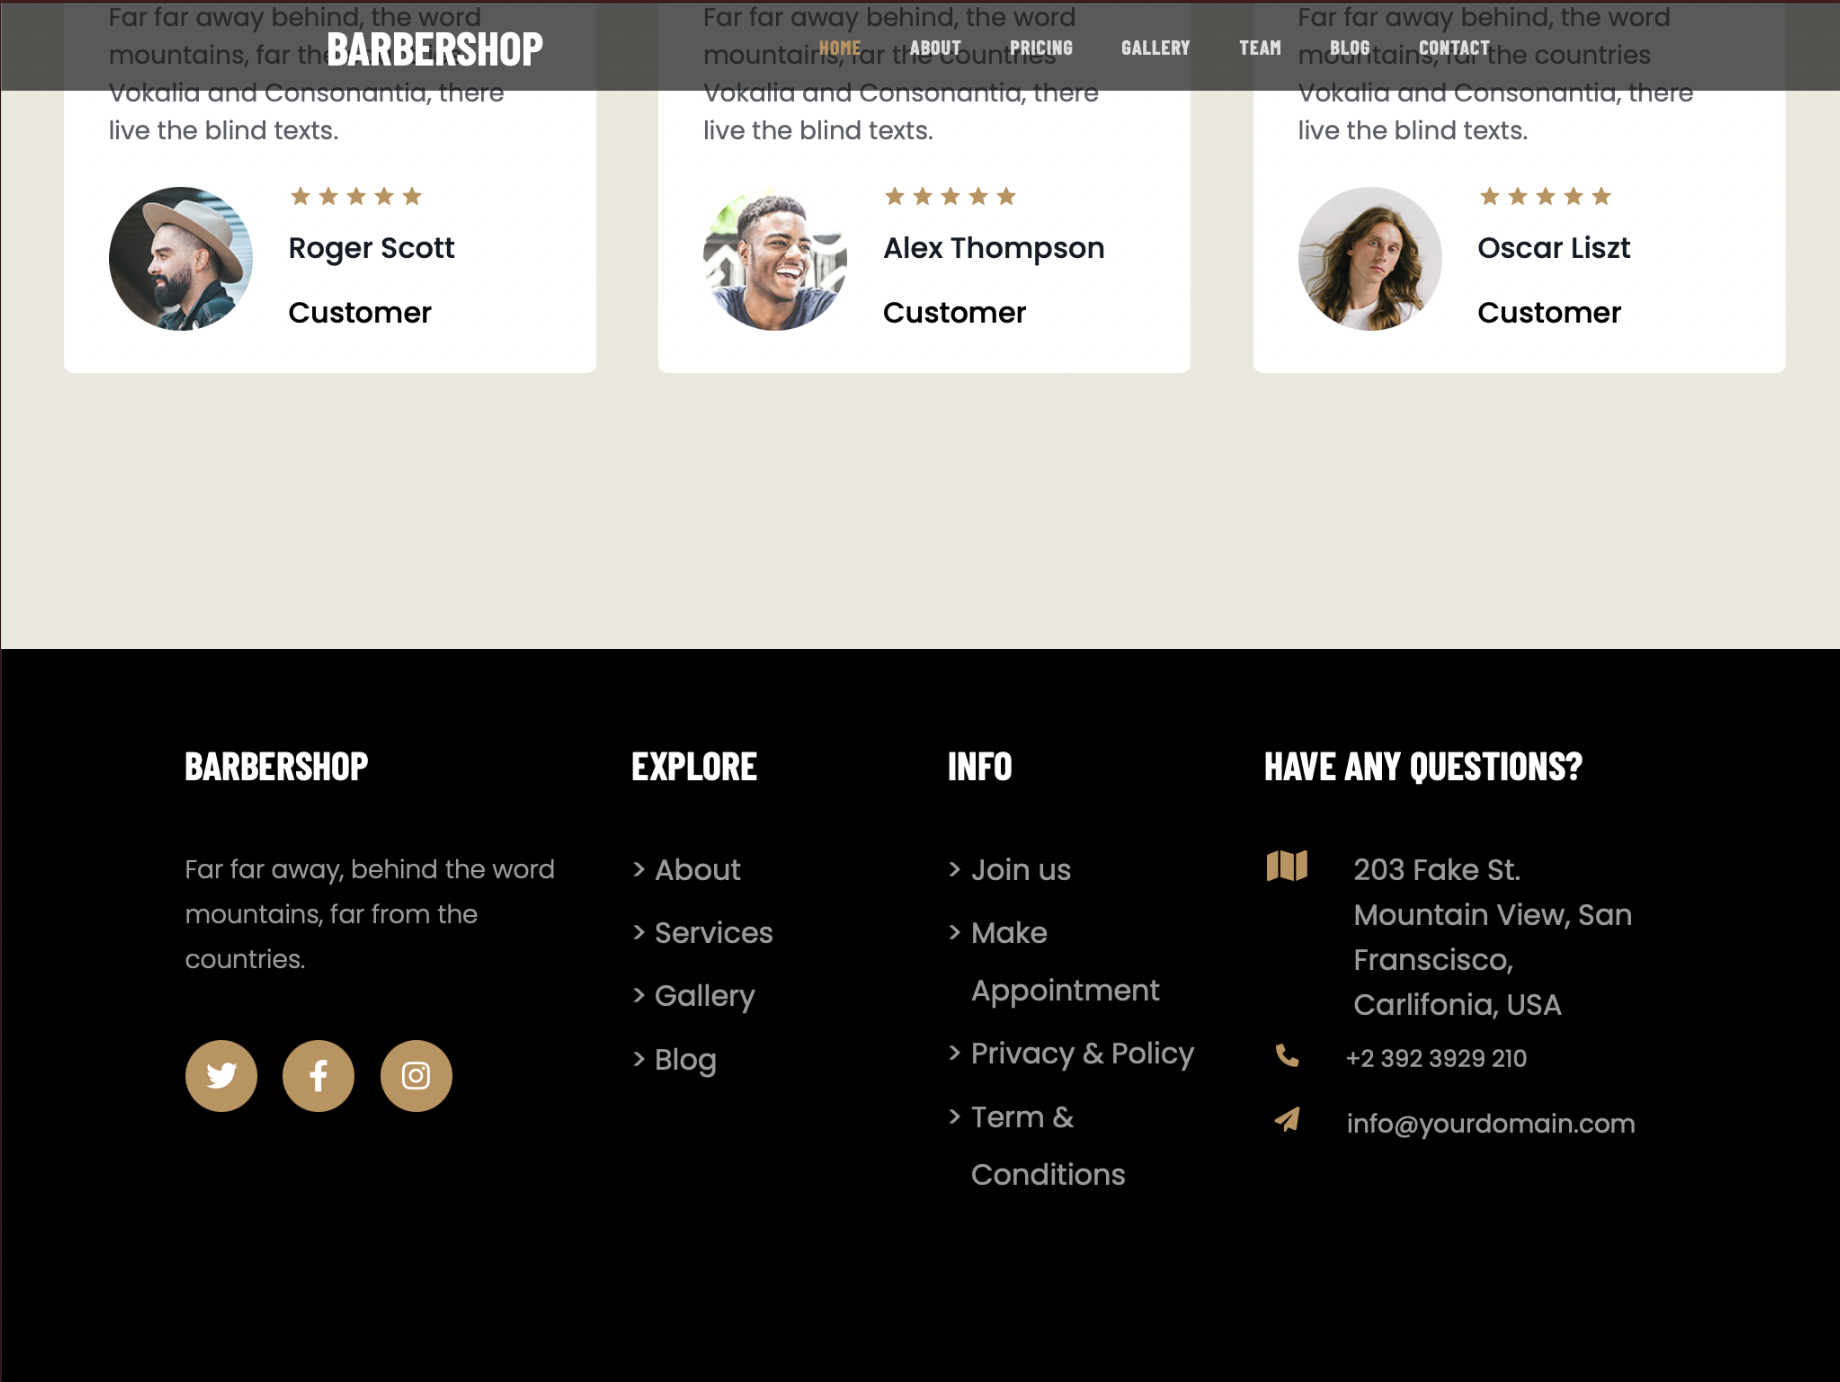 BARBERSHOP
HOME ABOUT PRICING GALLERY TEAM BLOG CONTACT
Far far away behind, the word
mountains, far the countries
Vokalia and Consonantia, there
live the blind texts.
Roger Scott
Customer
Far far away behind, the word
mountains, far the countries
Vokalia and Consonantia, there
live the blind texts.
Alex Thompson
Customer
Far far away behind, the word
mountains, far the countries
Vokalia and Consonantia, there
live the blind texts.
Oscar Liszt
Customer
BARBERSHOP
Far far away, behind the word
mountains, far from the
countries.
EXPLORE
> About
> Services
> Gallery
> Blog
INFO
> Join us
> Make
Appointment
> Privacy & Policy
> Term &
Conditions
HAVE ANY QUESTIONS?
203 Fake St.
Mountain View, San
Franscisco,
Carlifonia, USA
+2 392 3929 210
info@yourdomain.com